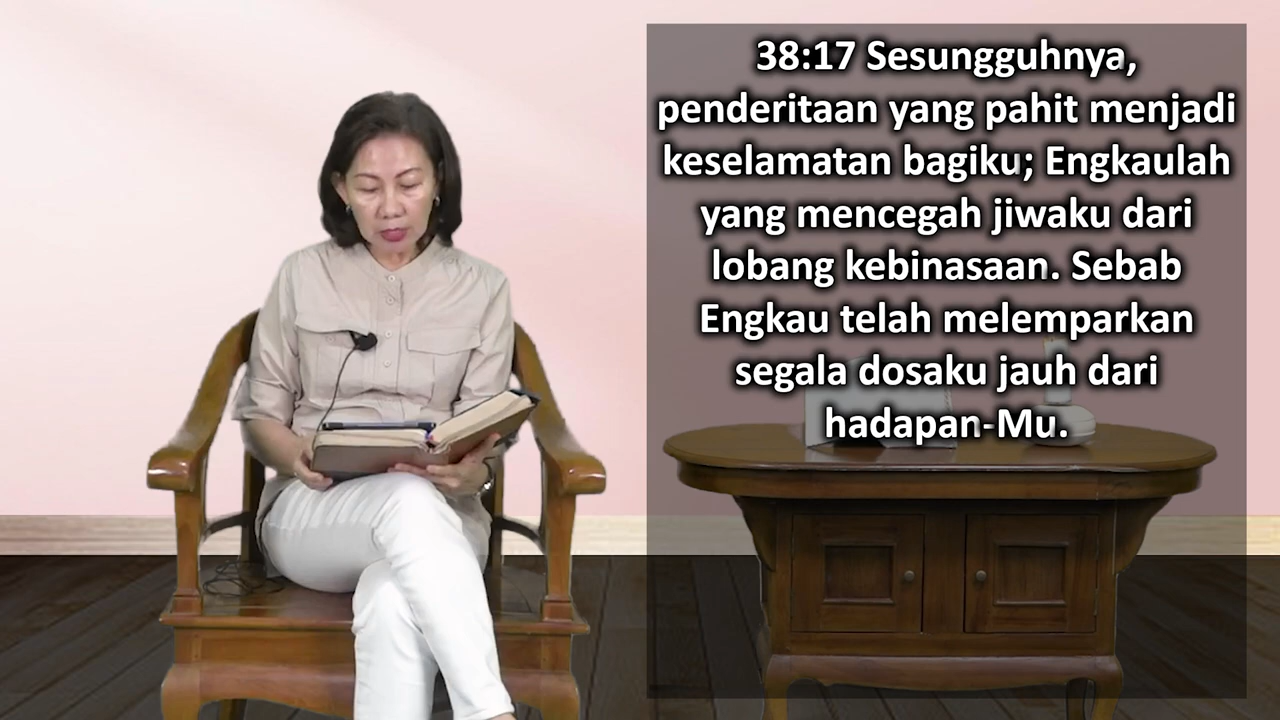 38:17 Sesungguhnya,
penderitaan yang pahit menjadi
keselamatan bagiku; Engkaulah
yang mencegah jiwaku dari
lobang kebinasaan. Sebab
Engkau telah melemparkan
segala dosaku jauh dari
hadapan-Mu.